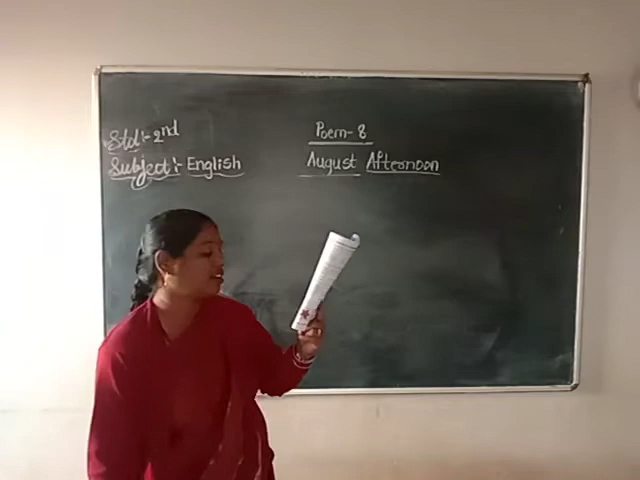 Std:- 2nd
Subject:- English
Poem- 8
August Afternoon